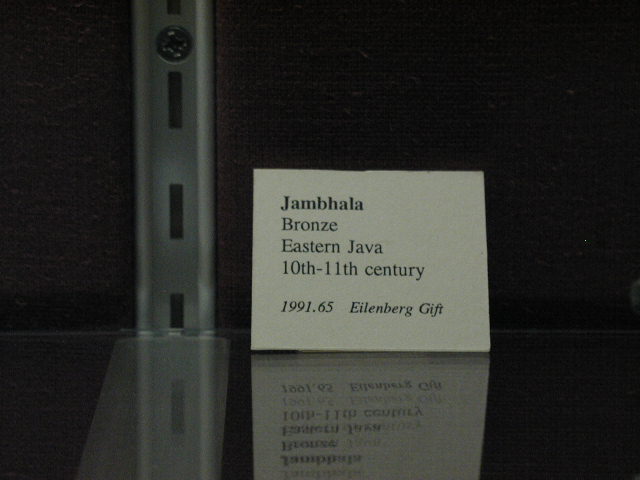 Jambhala
Bronze
Eastern Java
10th-11th century
1991.65 Eilenberg Gift